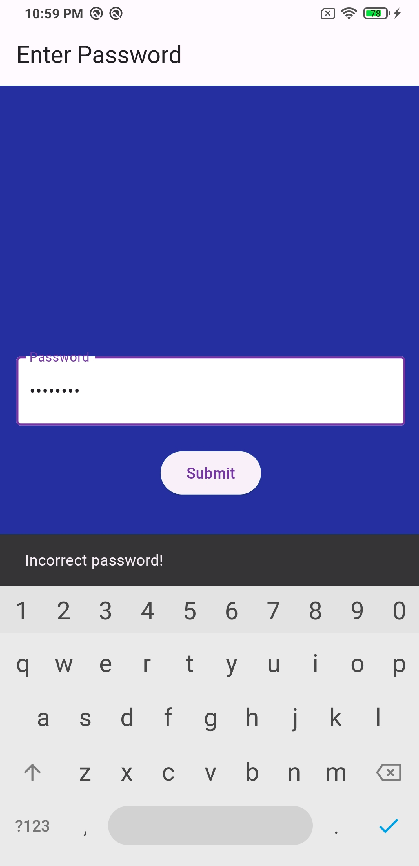 10:59 PM
78
Enter Password
Password
••••••••
Submit
Incorrect password!
1 2 3 4 5 6 7 8 9 0
q w e r t y u i o p
a s d f g h j k l
z x c v b n m
?123 , .